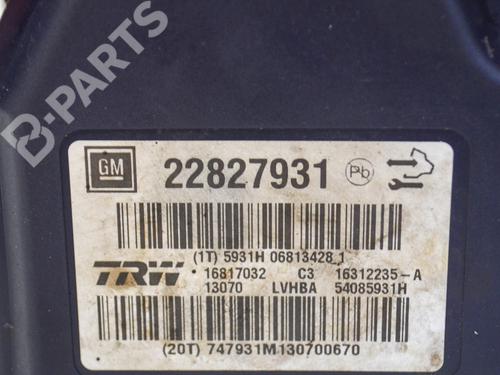 B-PARTS
GM 22827931 Pb
(1T) 5931H 06813428 1
TRW 16817032 C3 16312235-A
13070 LVHBA 54085931H
(20T) 747931M130700670